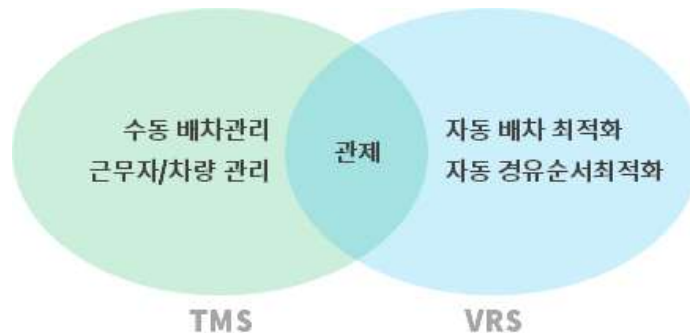 수동 배차관리
근무자/차량 관리
관제
자동 배차 최적화
자동 경유순서최적화
TMS
VRS